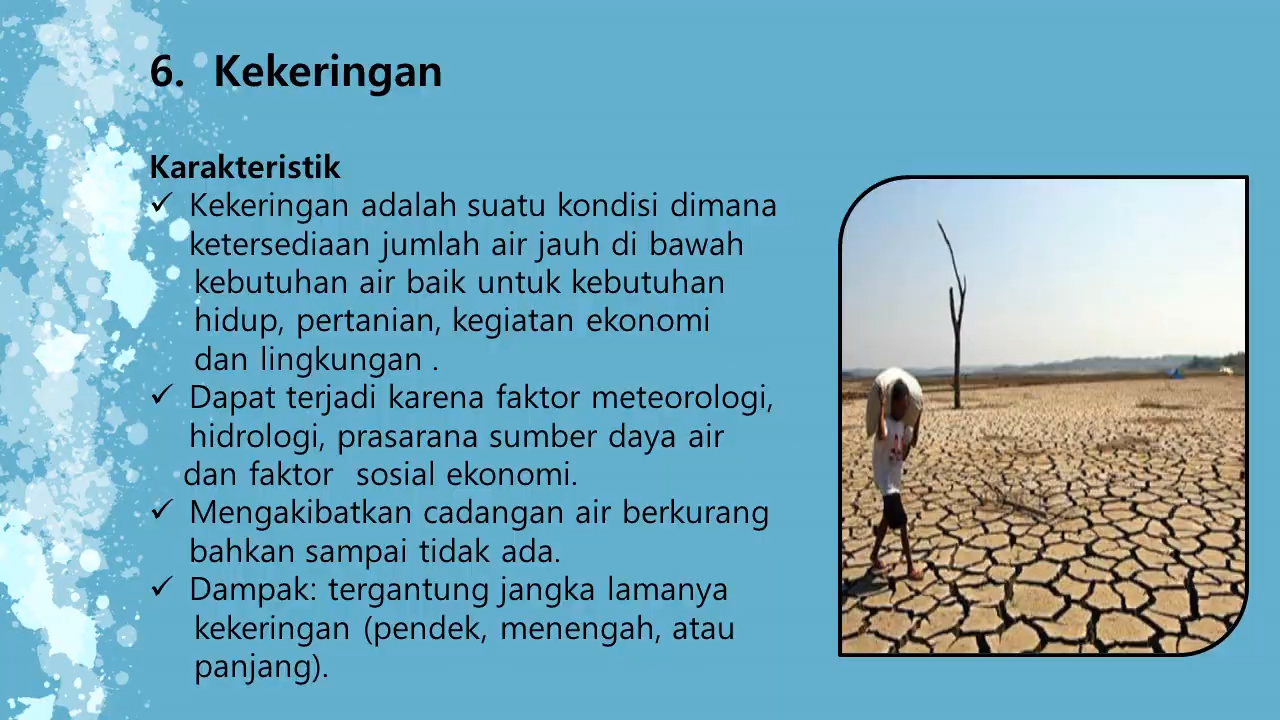 6. Kekeringan
Karakteristik
✓ Kekeringan adalah suatu kondisi dimana
ketersediaan jumlah air jauh di bawah
kebutuhan air baik untuk kebutuhan
hidup, pertanian, kegiatan ekonomi
dan lingkungan .
✓ Dapat terjadi karena faktor meteorologi,
hidrologi, prasarana sumber daya air
dan faktor  sosial ekonomi.
✓ Mengakibatkan cadangan air berkurang
bahkan sampai tidak ada.
✓ Dampak: tergantung jangka lamanya
kekeringan (pendek, menengah, atau
panjang).